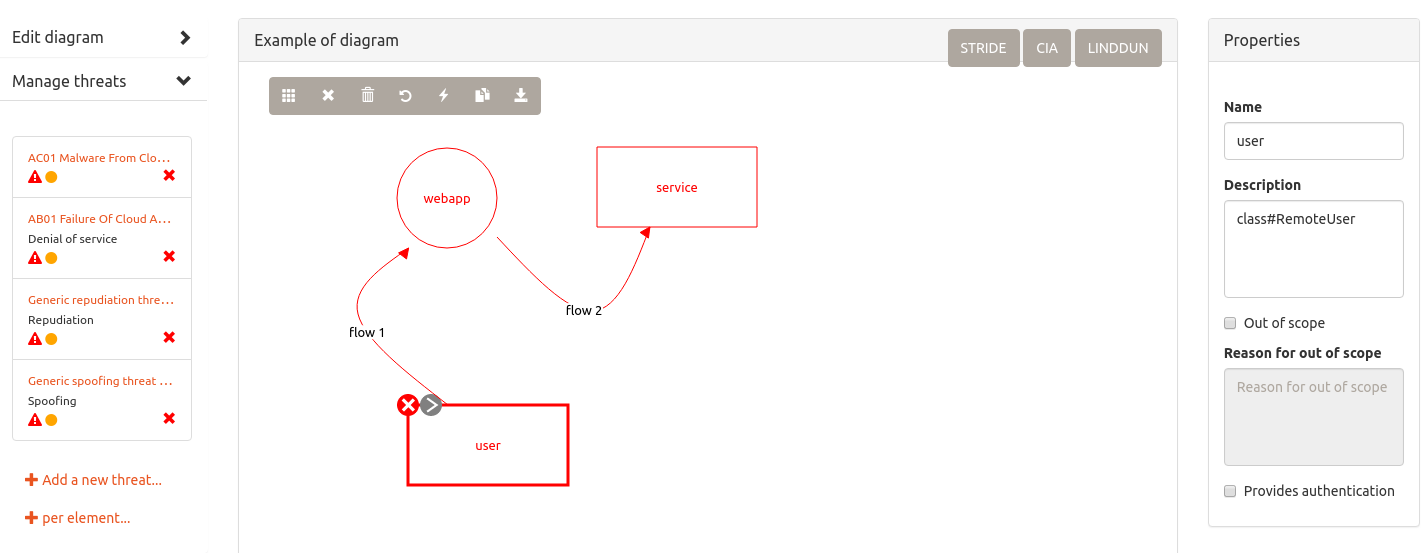 Edit diagram
Manage threats
AC01 Malware From Clo...
AB01 Failure Of Cloud A...
Denial of service
Generic repudiation thre...
Repudiation
Generic spoofing threat ...
Spoofing
Add a new threat...
per element...
Example of diagram
STRIDE CIA LINDDUN
webapp
service
flow 2
flow 1
user
Properties
Name
user
Description
class#RemoteUser
Out of scope
Reason for out of scope
Reason for out of scope
Provides authentication